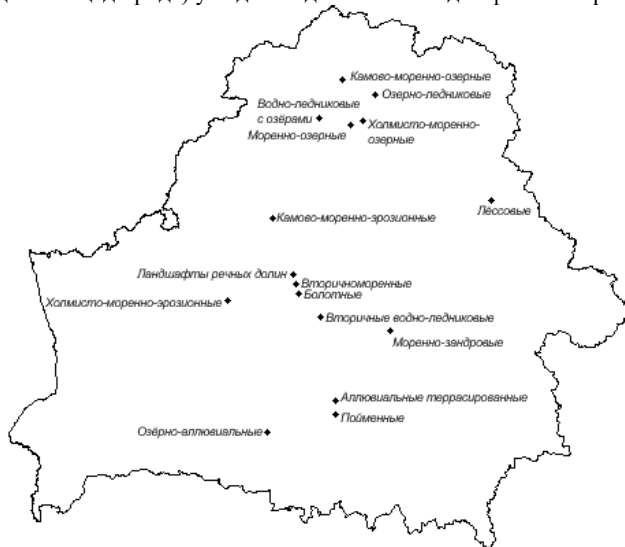 Камово-моренно-озерные
Озерно-ледниковые
Водно-ледниковые
с озёрами
Моренно-озерные
Холмисто-моренно-
озерные
Лёссовые
Камово-моренно-эрозионные
Ландшафты речных долин
Вторичноморенные
Болотные
Холмисто-моренно-эрозионные
Вторичные водно-ледниковые
Моренно-зандровые
Аллювиальные террасированные
Пойменные
Озёрно-аллювиальные